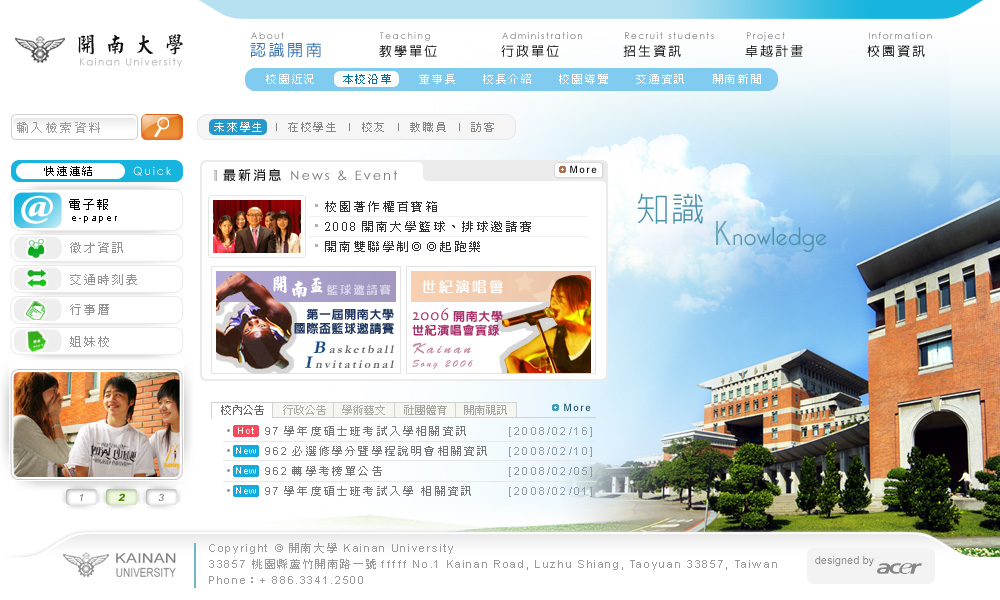 開南大學
Kainan University
About
認識開南
Teaching
教學單位
Administration
行政單位
Recruit students
招生資訊
Project
卓越計畫
Information
校園資訊
校園近況 本校沿革 董事長 校長介紹 校園導覽 交通資訊 開南新聞
輸入檢索資料
未來學生 | 在校學生 | 校友 | 教職員 | 訪客
快速連結 Quick
@ 電子報
e-paper
徵才資訊
交通時刻表
行事曆
姐妹校
1 2 3
最新消息 News & Event
More
校園著作權百寶箱
2008 開南大學籃球、排球邀請賽
開南雙聯學制◎◎起跑樂
開南盃 籃球邀請賽
第一屆開南大學
國際盃籃球邀請賽
Basketball
Invitational
世紀演唱會
2006 開南大學
世紀演唱會實錄
Kainan
Song 2006
知識
Knowledge
校內公告 行政公告 學術藝文 社團體育 開南視訊
More
Hot 97 學年度碩士班考試入學相關資訊 [2008/02/16]
New 962 必選修學分暨學程說明會相關資訊 [2008/02/10]
New 962 轉學考榜單公告 [2008/02/05]
New 97 學年度碩士班考試入學 相關資訊 [2008/02/01]
KAINAN
UNIVERSITY
Copyright © 開南大學 Kainan University
33857 桃園縣蘆竹開南路一號 fffff No.1 Kainan Road, Luzhu Shiang, Taoyuan 33857, Taiwan
Phone：+ 886.3341.2500
designed by acer